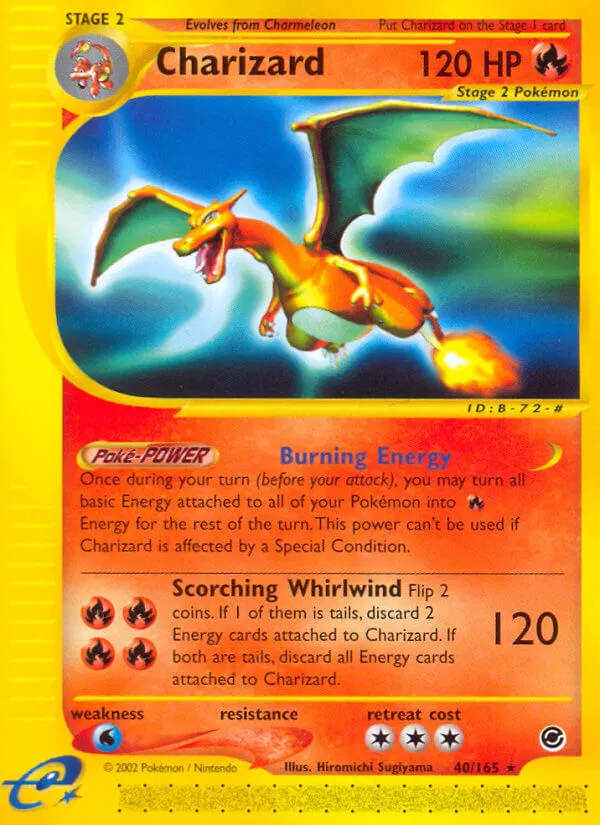 STAGE 2
Evolves from Charmeleon
Put Charizard on the Stage 1 card
Charizard
120 HP
Stage 2 Pokémon
ID:B-72-#
Poké-POWER
Burning Energy
Once during your turn (before your attack), you may turn all
basic Energy attached to all of your Pokémon into
Energy for the rest of the turn. This power can't be used if
Charizard is affected by a Special Condition.
Scorching Whirlwind Flip 2
coins. If 1 of them is tails, discard 2
Energy cards attached to Charizard. If
both are tails, discard all Energy cards
attached to Charizard.
120
weakness
resistance
retreat cost
© 2002 Pokémon / Nintendo
Illus. Hiromichi Sugiyama
40/165 ★
e